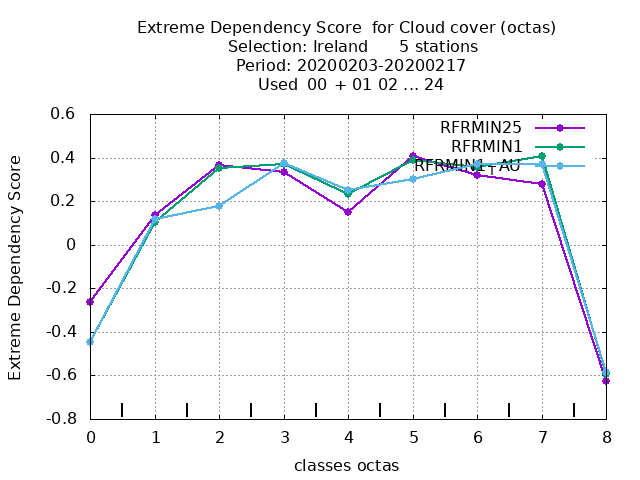 Extreme Dependency Score  for Cloud cover (octas)
Selection: Ireland      5 stations
Period: 20200203-20200217
Used  00  + 01 02 ... 24
RFRMIN25
RFRMIN1
RFRMIN1_AU
0.6
0.4
0.2
0
-0.2
-0.4
-0.6
-0.8
Extreme Dependency Score
0 1 2 3 4 5 6 7 8
classes octas